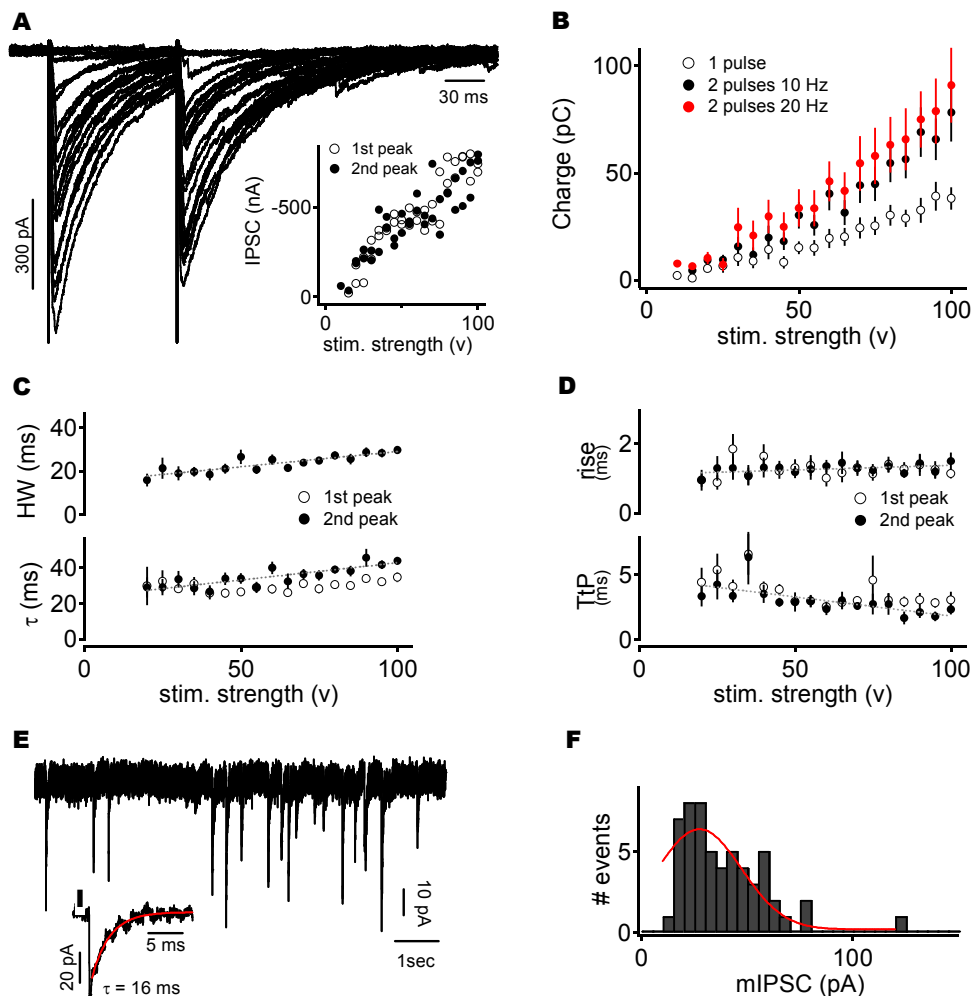 A
30 ms
300 pA
1st peak
2nd peak
IPSC (nA)
-500
0
0
100
stim. strength (v)
B
1 pulse
2 pulses 10 Hz
2 pulses 20 Hz
Charge (pC)
100
50
0
0
50
100
stim. strength (v)
C
HW (ms)
40
20
0
1st peak
2nd peak
τ (ms)
40
20
0
0
50
100
stim. strength (v)
D
rise
(ms)
2
0
1st peak
2nd peak
TtP
(ms)
5
0
0
50
100
stim. strength (v)
E
10 pA
1sec
20 pA
5 ms
τ = 16 ms
F
# events
5
0
0
100
mIPSC (pA)